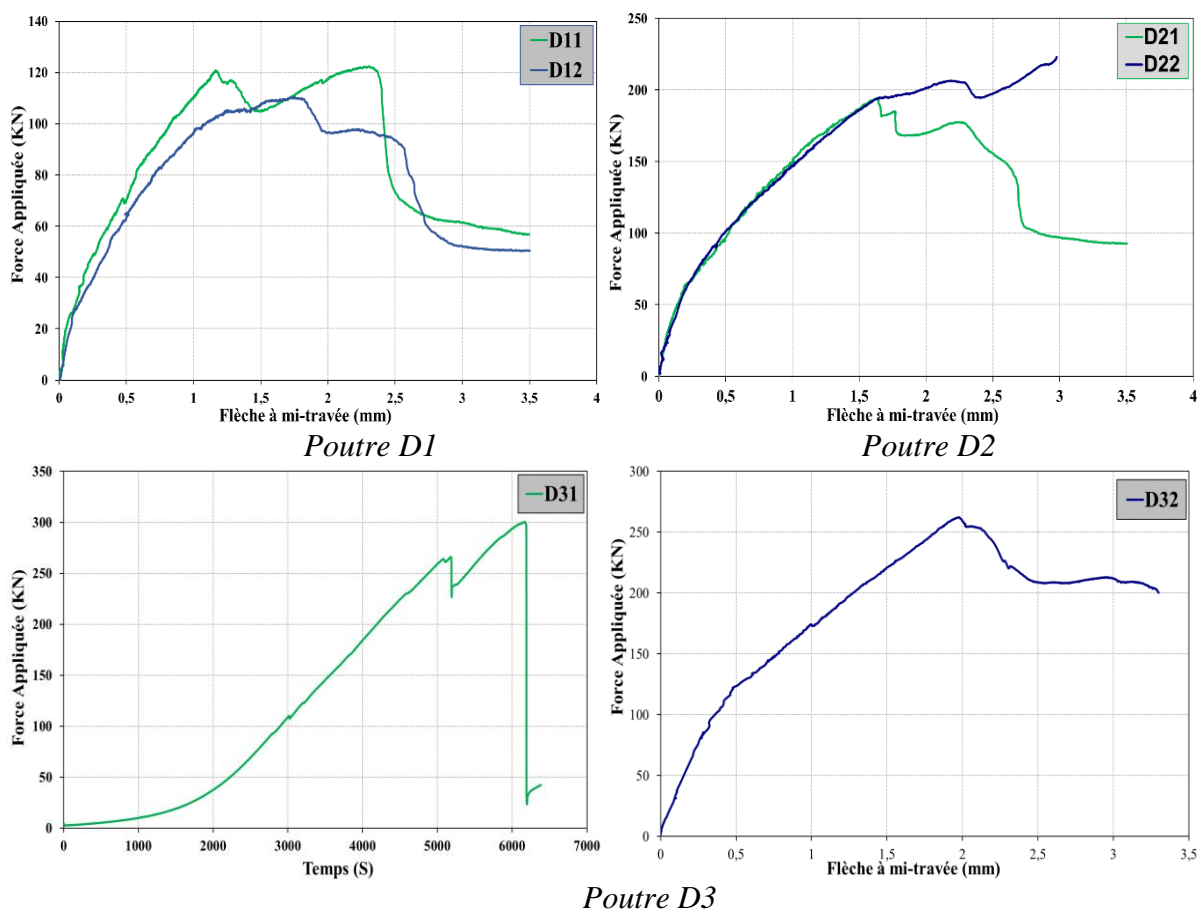 140
120
100
80
60
40
20
0
Force Appliquée (KN)
D11
D12
0 0,5 1 1,5 2 2,5 3 3,5 4
Flèche à mi-travée (mm)
Poutre D1
250
200
150
100
50
0
Force Appliquée (KN)
D21
D22
0 0,5 1 1,5 2 2,5 3 3,5 4
Flèche à mi-travée (mm)
Poutre D2
350
300
250
200
150
100
50
0
Force Appliquée (KN)
D31
0 1000 2000 3000 4000 5000 6000 7000
Temps (S)
300
250
200
150
100
50
0
Force Appliquée (KN)
D32
0 0,5 1 1,5 2 2,5 3 3,5
Flèche à mi-travée (mm)
Poutre D3